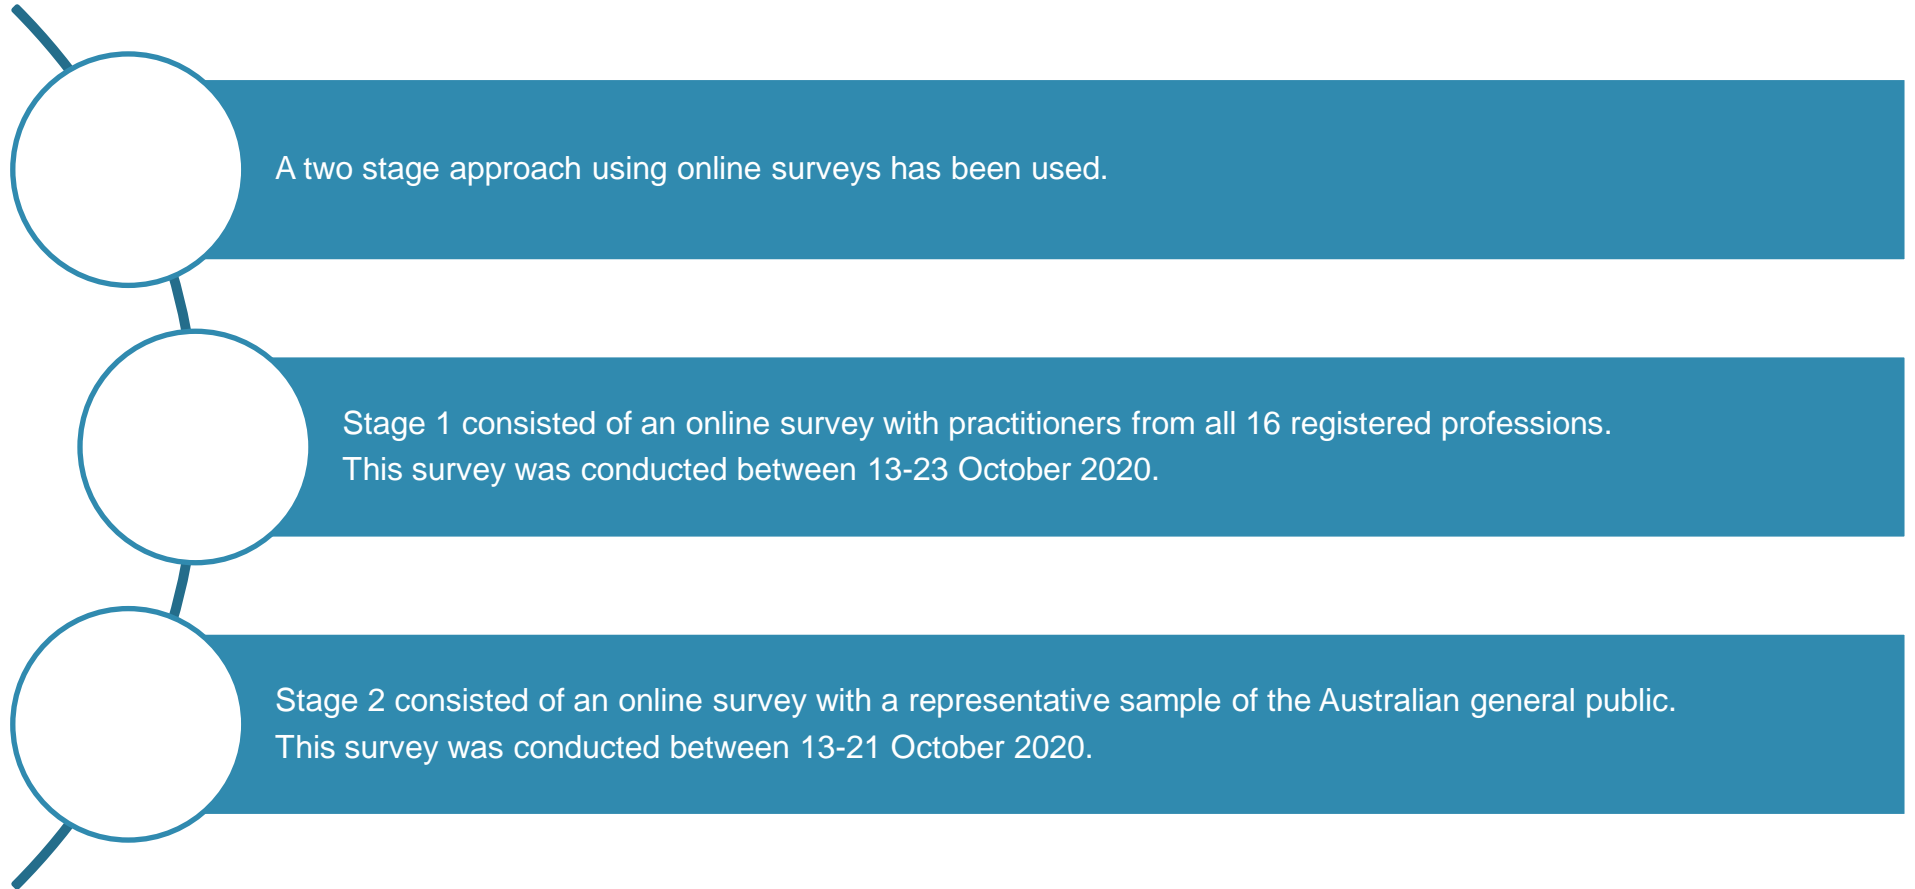 A two stage approach using online surveys has been used.
Stage 1 consisted of an online survey with practitioners from all 16 registered professions.
This survey was conducted between 13-23 October 2020.
Stage 2 consisted of an online survey with a representative sample of the Australian general public.
This survey was conducted between 13-21 October 2020.